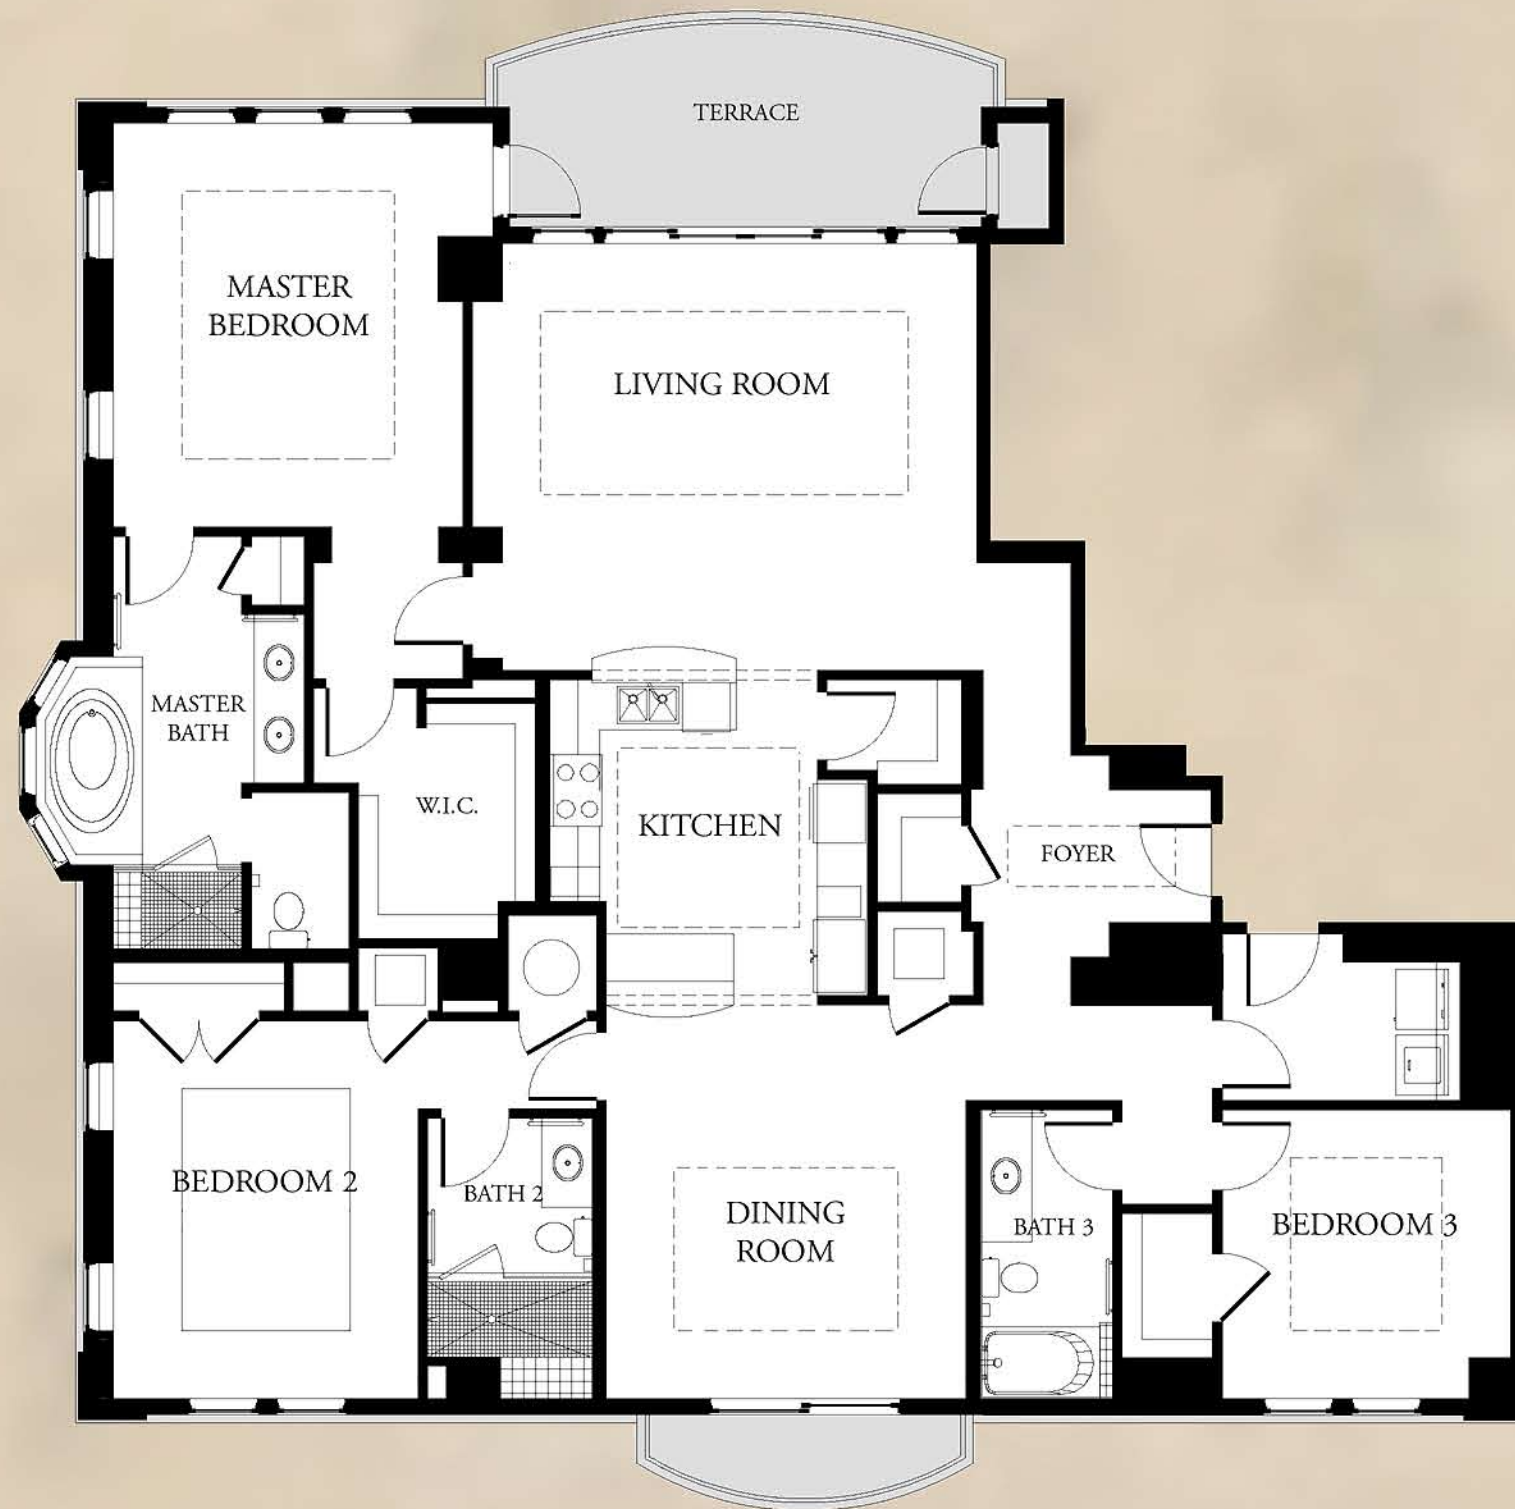 TERRACE
MASTER
BEDROOM
LIVING ROOM
MASTER
BATH
W.I.C.
KITCHEN
FOYER
BEDROOM 2
BATH 2
DINING
ROOM
BATH 3
BEDROOM 3